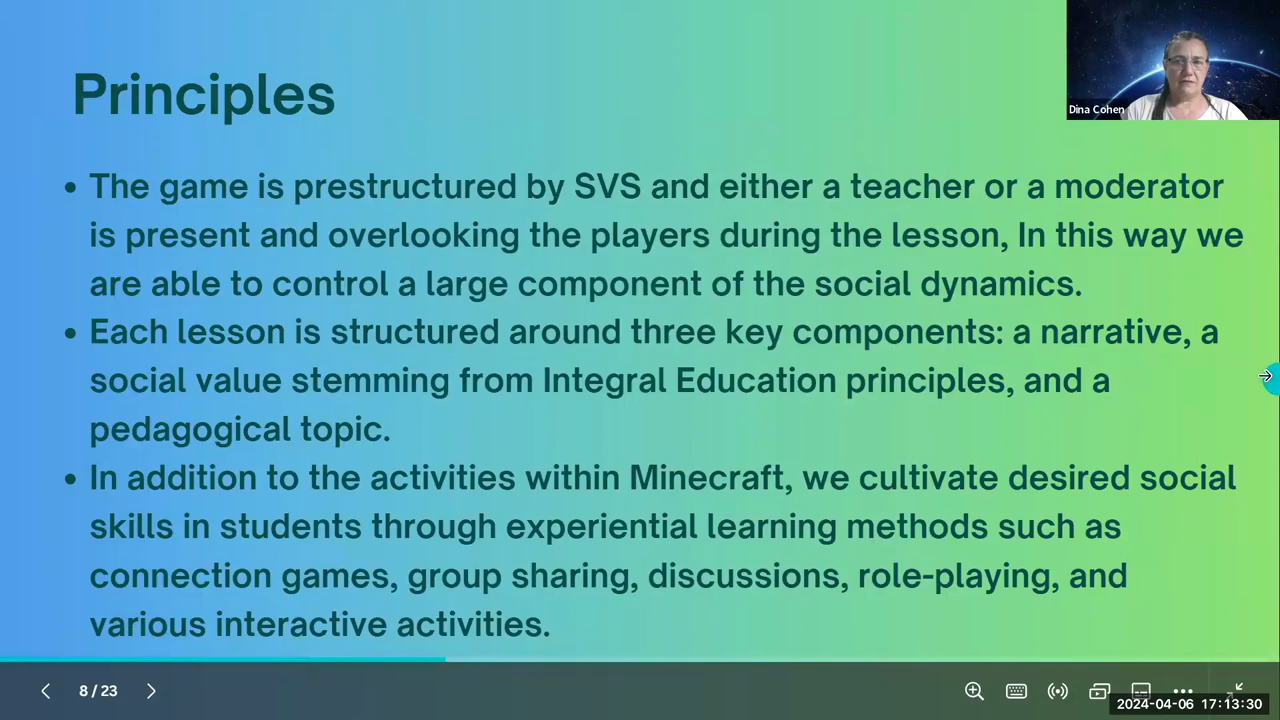 Principles
Dina Cohen
• The game is prestructured by SVS and either a teacher or a moderator
is present and overlooking the players during the lesson, In this way we
are able to control a large component of the social dynamics.
• Each lesson is structured around three key components: a narrative, a
social value stemming from Integral Education principles, and a
pedagogical topic.
• In addition to the activities within Minecraft, we cultivate desired social
skills in students through experiential learning methods such as
connection games, group sharing, discussions, role-playing, and
various interactive activities.
8 / 23
2024-04-06 17:13:30